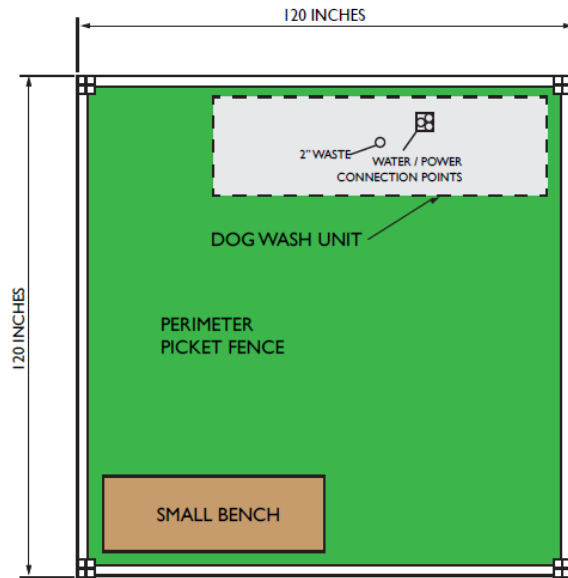 120 INCHES
2" WASTE
WATER / POWER
CONNECTION POINTS
DOG WASH UNIT
120 INCHES
PERIMETER
PICKET FENCE
SMALL BENCH